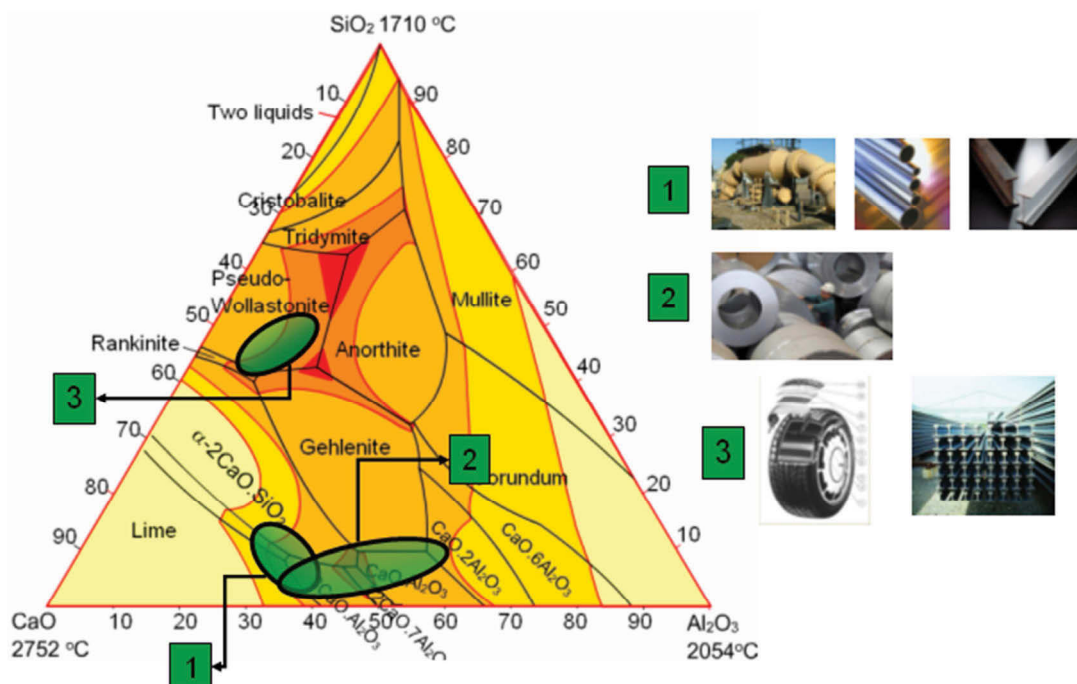 SiO₂ 1710 °C
10
90
Two liquids
20
80
Cristobalite
30
70
Tridymite
40
60
Pseudo-
Wollastonite
Mullite
50
50
Rankinite
Anorthite
60
40
3
70
Gehlenite
30
2
80
α-2CaO.SiO₂
orundum
20
Lime
90
CaO.2Al₂O₃
CaO.6Al₂O₃
10
CaO
2752 °C
10
20
30
40
50
60
70
80
90
Al₂O₃
2054°C
1
1
2
3